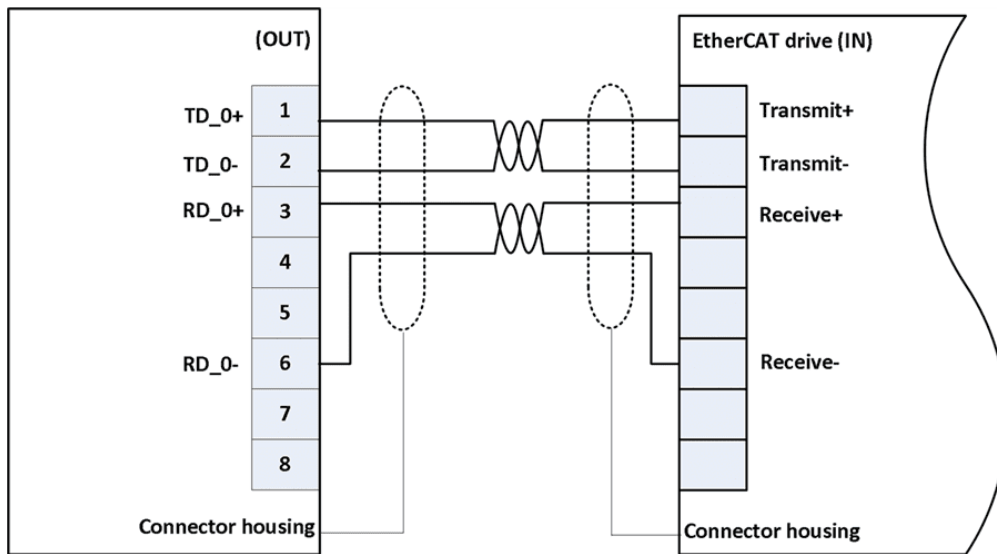 (OUT)
EtherCAT drive (IN)
TD_0+
1
Transmit+
TD_0-
2
Transmit-
RD_0+
3
Receive+
4
5
RD_0-
6
Receive-
7
8
Connector housing
Connector housing